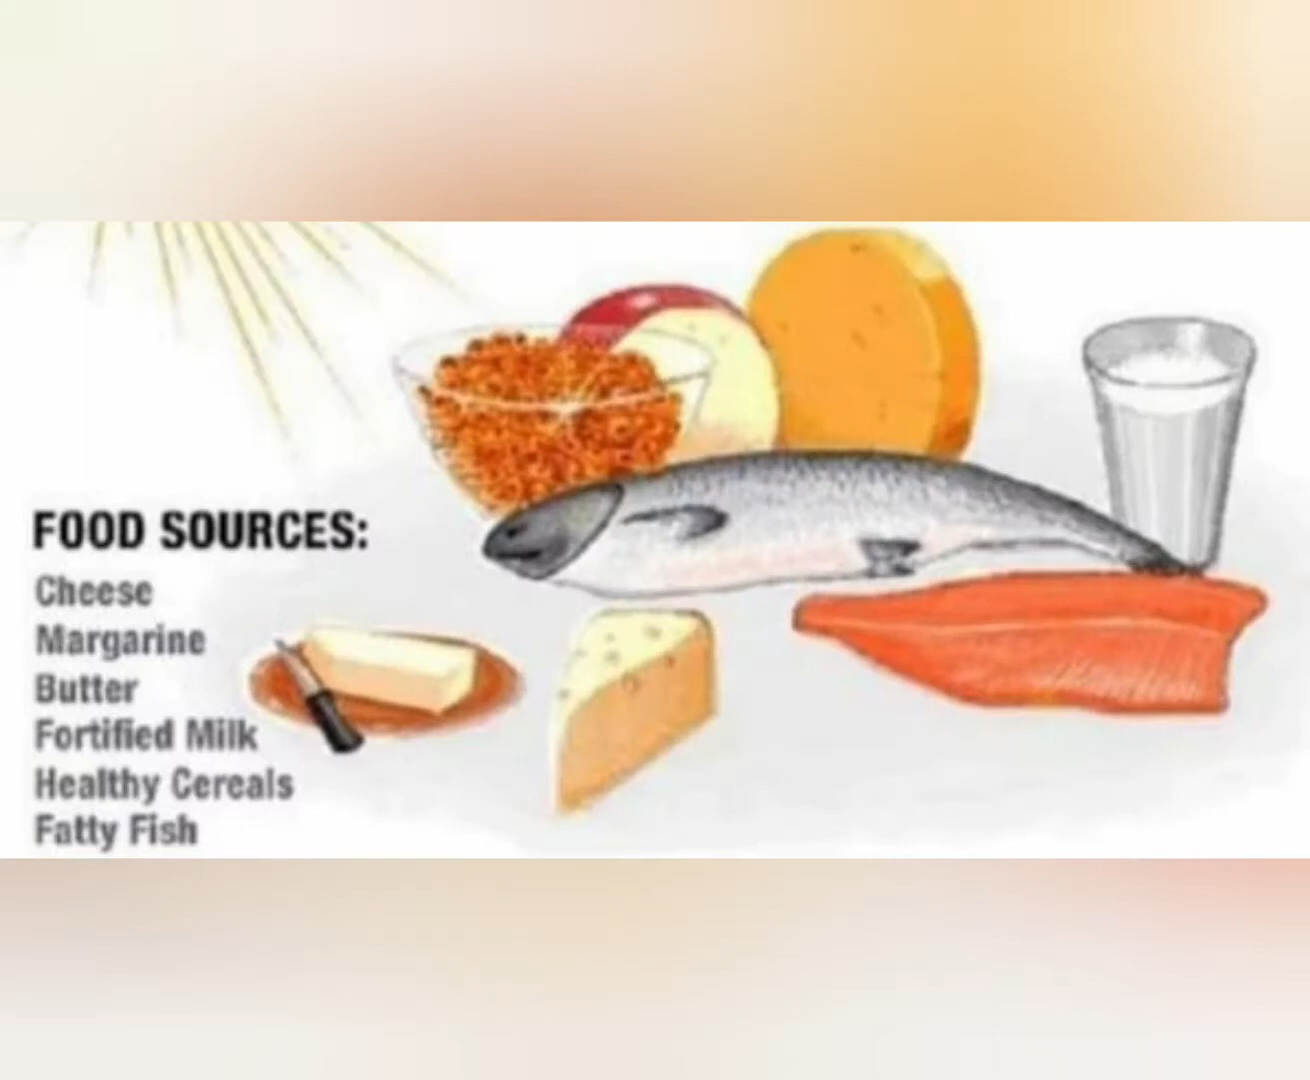 FOOD SOURCES:
Cheese
Margarine
Butter
Fortified Milk
Healthy Cereals
Fatty Fish